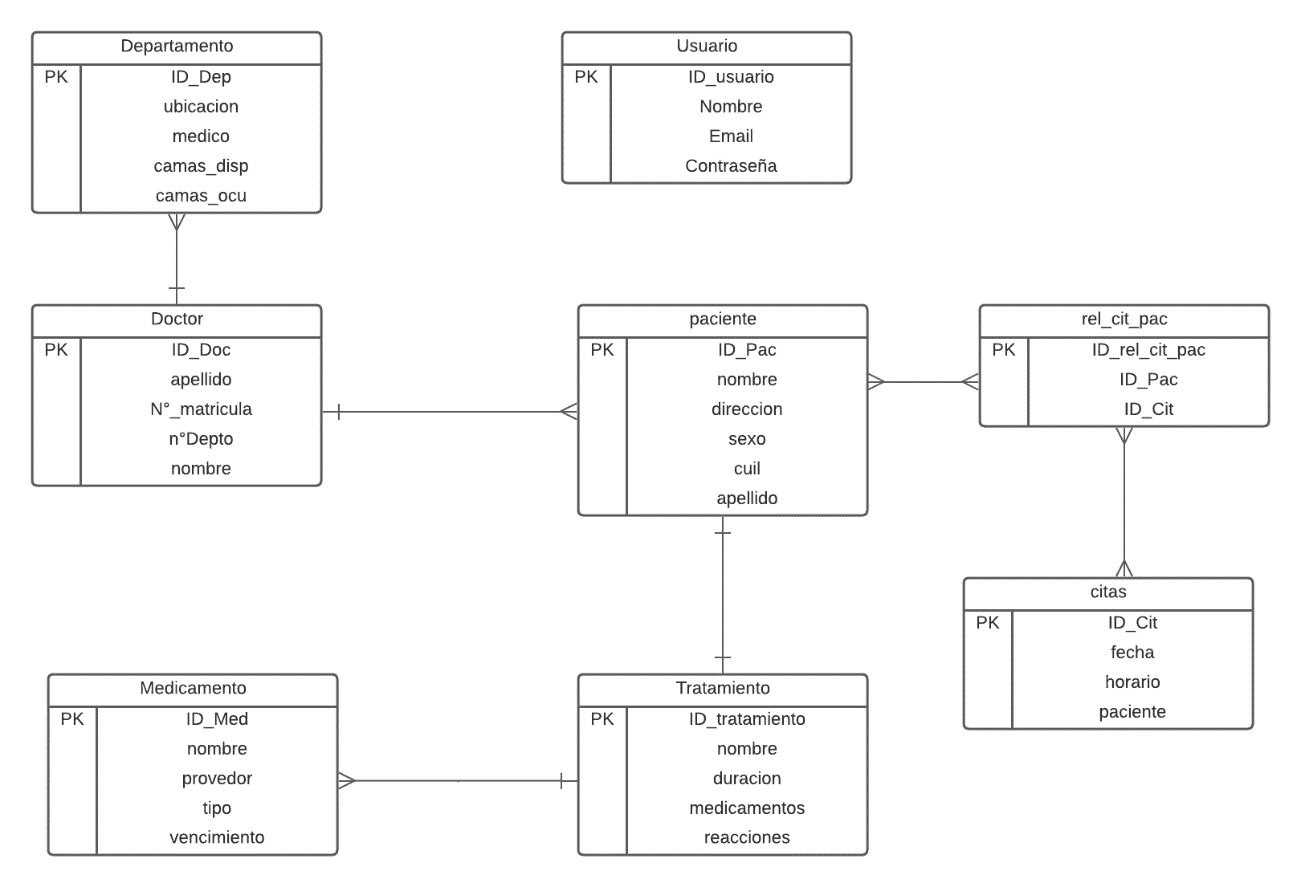 Departamento
PK ID_Dep
ubicacion
medico
camas_disp
camas_ocu
Usuario
PK ID_usuario
Nombre
Email
Contraseña
Doctor
PK ID_Doc
apellido
N°_matricula
n°Depto
nombre
paciente
PK ID_Pac
nombre
direccion
sexo
cuil
apellido
rel_cit_pac
PK ID_rel_cit_pac
ID_Pac
ID_Cit
citas
PK ID_Cit
fecha
horario
paciente
Medicamento
PK ID_Med
nombre
provedor
tipo
vencimiento
Tratamiento
PK ID_tratamiento
nombre
duracion
medicamentos
reacciones